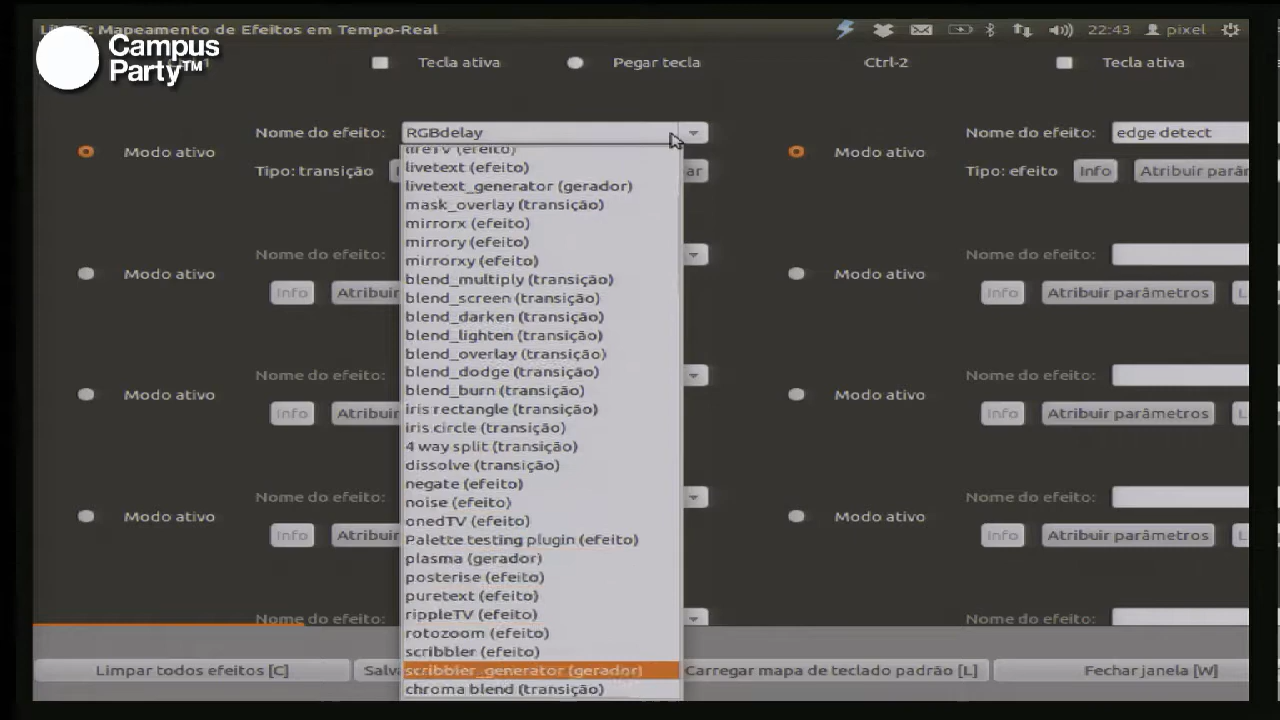 : Mapeamento de Efeitos em Tempo-Real
22:43 pixel
Campus
Party™
Tecla ativa
Pegar tecla
Ctrl-2
Tecla ativa
Nome do efeito: RGBdelay
Nome do efeito: edge detect
Modo ativo
Modo ativo
Tipo: transição
Tipo: efeito Info Atribuir parâ
livetext (efeito)
livetext_generator (gerador)
mask_overlay (transição)
mirrorx (efeito)
mirrory (efeito)
mirrorxy (efeito)
blend_multiply (transição)
blend_screen (transição)
blend_darken (transição)
blend_lighten (transição)
blend_overlay (transição)
blend_dodge (transição)
blend_burn (transição)
iris rectangle (transição)
iris circle (transição)
4 way split (transição)
dissolve (transição)
negate (efeito)
noise (efeito)
onedTV (efeito)
Palette testing plugin (efeito)
plasma (gerador)
posterise (efeito)
puretext (efeito)
rippleTV (efeito)
rotozoom (efeito)
scribbler (efeito)
scribbler_generator (gerador)
chroma blend (transição)
Nome do efeito:
Nome do efeito:
Modo ativo
Modo ativo
Info Atribuir
Info Atribuir parâmetros
Nome do efeito:
Nome do efeito:
Modo ativo
Modo ativo
Info Atribuir
Info Atribuir parâmetros
Nome do efeito:
Nome do efeito:
Modo ativo
Modo ativo
Info Atribuir
Info Atribuir parâmetros
Nome do efeito:
Nome do efeito:
Limpar todos efeitos [C]
Salv
Carregar mapa de teclado padrão [L]
Fechar janela [W]